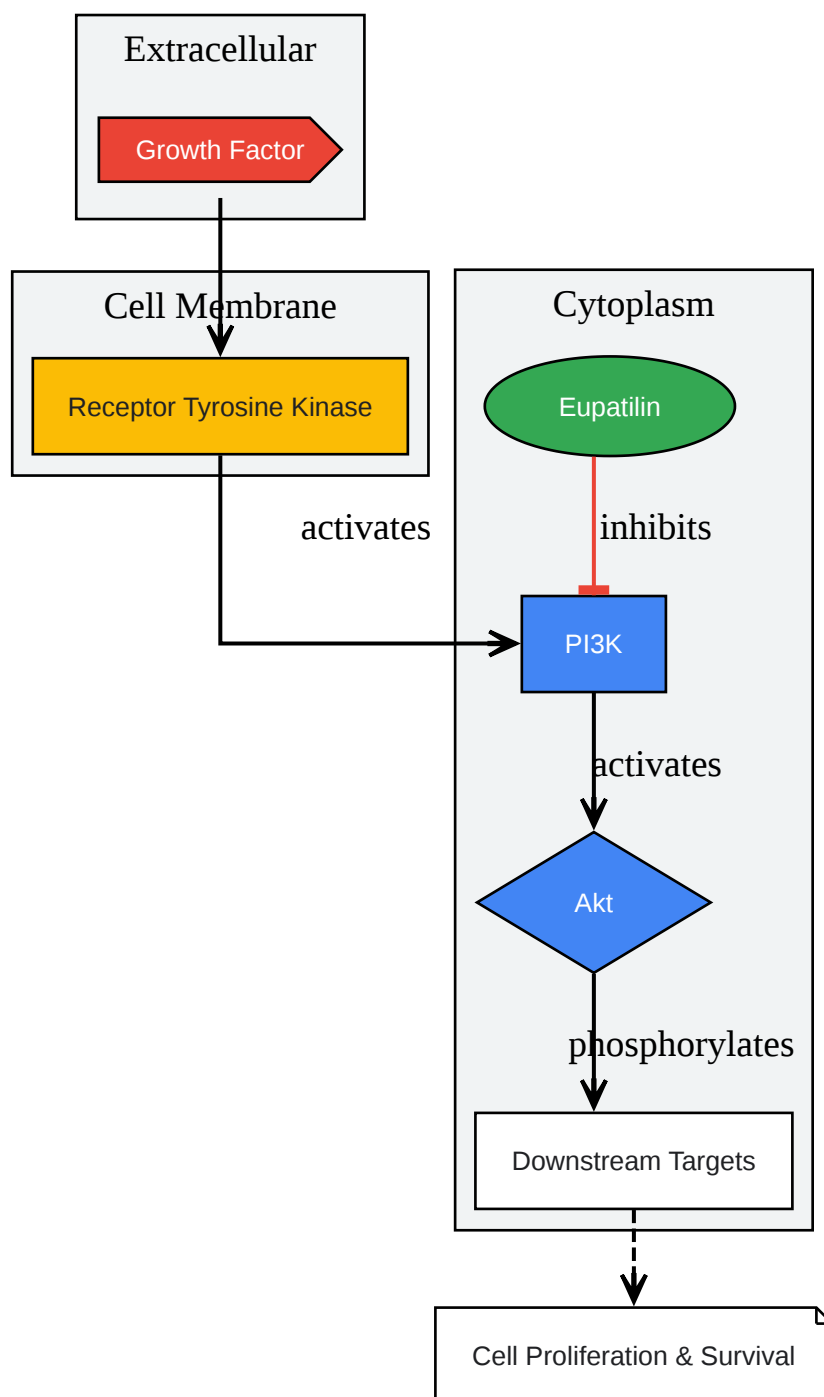 Extracellular
Growth Factor
Cell Membrane
Receptor Tyrosine Kinase
activates
Cytoplasm
Eupatilin
inhibits
PI3K
activates
Akt
phosphorylates
Downstream Targets
Cell Proliferation & Survival